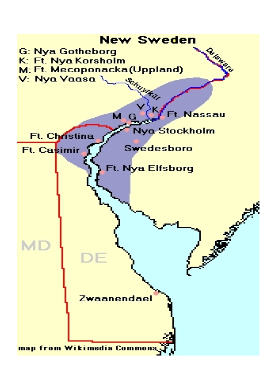 New Sweden
G: Nya Gotheborg
K: Ft. Nya Korsholm
M: Ft. Mecoponacka(Uppland)
V: Nya Vaasa
Delaware
Schuylkill
V K
M G Ft. Nassau
Nya Stockholm
Ft. Christina
Swedesboro
Ft. Casimir
Ft. Nya Elfsborg
MD DE
Zwaanendael
map from Wikimedia Commons